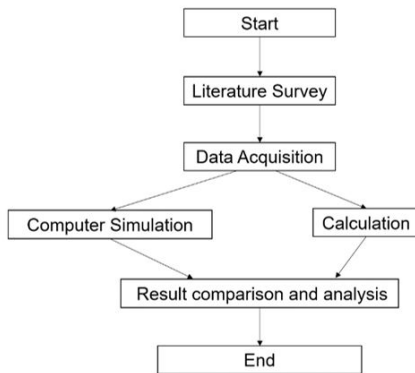 Start
Literature Survey
Data Acquisition
Computer Simulation
Calculation
Result comparison and analysis
End